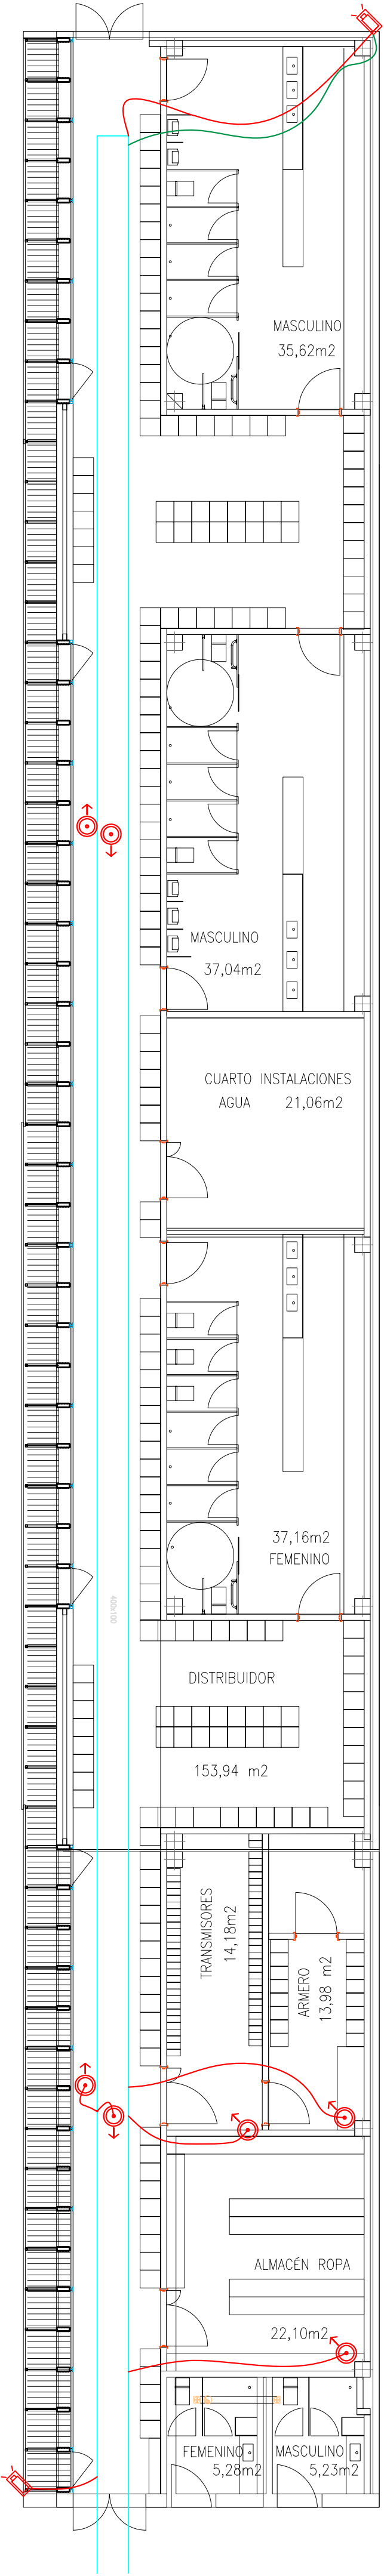 MASCULINO
35,62m2
MASCULINO
37,04m2
CUARTO INSTALACIONES
AGUA 21,06m2
37,16m2
FEMENINO
400x100
DISTRIBUIDOR
153,94 m2
TRANSMISORES
14,18m2
ARMERO
13,98 m2
ALMACÉN ROPA
22,10m2
FEMENINO
5,28m2
MASCULINO
5,23m2